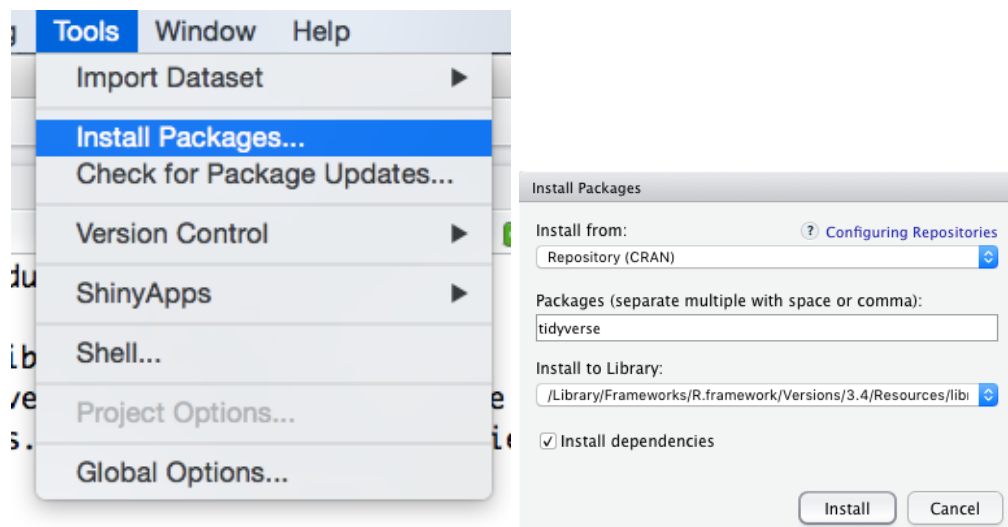 Tools Window Help
Import Dataset
Install Packages...
Check for Package Updates...
Version Control
ShinyApps
Shell...
Project Options...
Global Options...
Install Packages
Install from: ? Configuring Repositories
Repository (CRAN)
Packages (separate multiple with space or comma):
tidyverse
Install to Library:
/Library/Frameworks/R.framework/Versions/3.4/Resources/libr
Install dependencies
Install Cancel